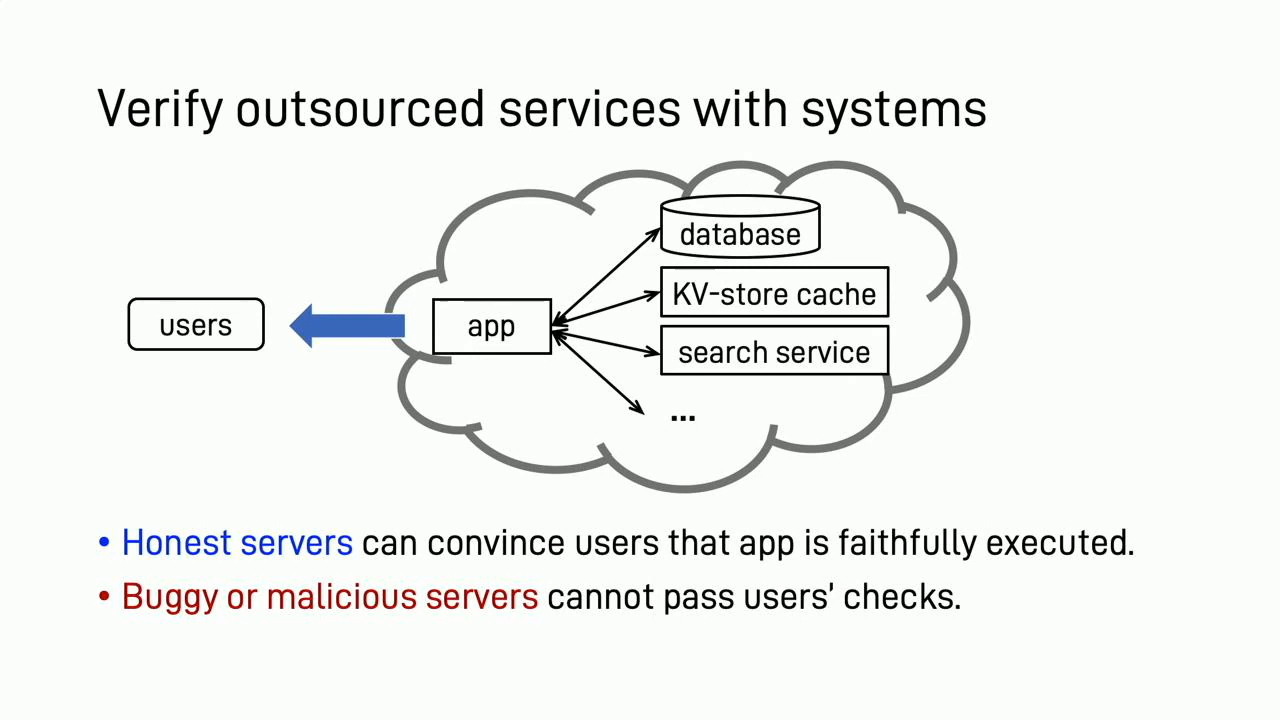 Verify outsourced services with systems
database
KV-store cache
users
app
search service
...
• Honest servers can convince users that app is faithfully executed.
• Buggy or malicious servers cannot pass users’ checks.